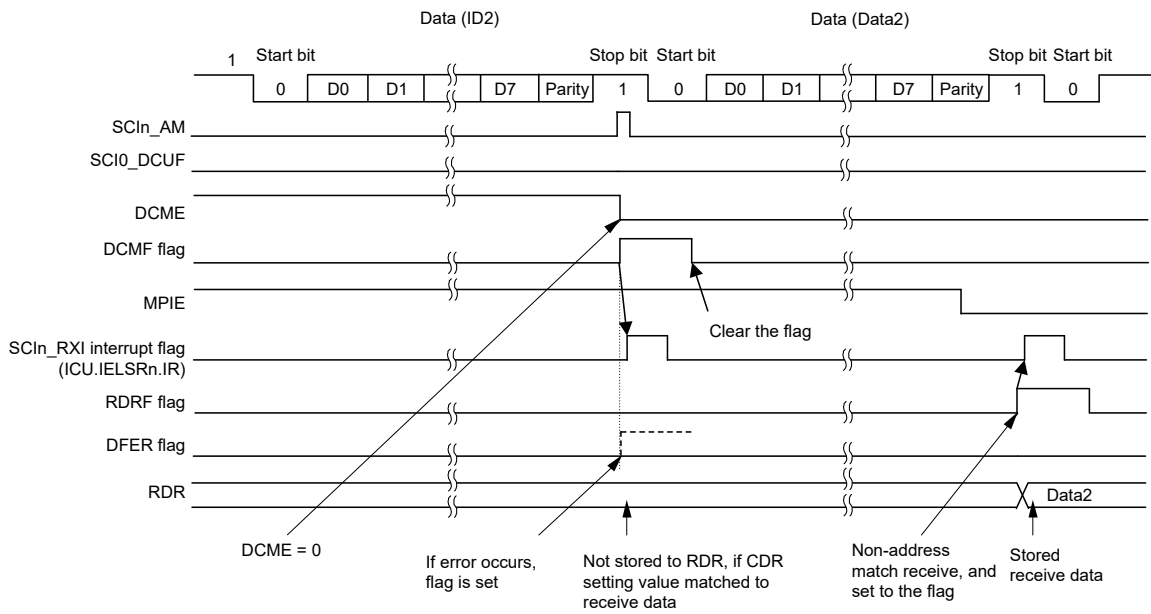 Data (ID2)
Data (Data2)
1
Start bit
Stop bit
Start bit
Stop bit
Start bit
0
D0
D1
D7
Parity
1
0
D0
D1
D7
Parity
1
0
SCIn_AM
SCI0_DCUF
DCME
DCMF flag
MPIE
Clear the flag
SCIn_RXI interrupt flag
(ICU.IELSRn.IR)
RDRF flag
DFER flag
RDR
Data2
DCME = 0
If error occurs,
flag is set
Not stored to RDR, if CDR
setting value matched to
receive data
Non-address
match receive, and
set to the flag
Stored
receive data